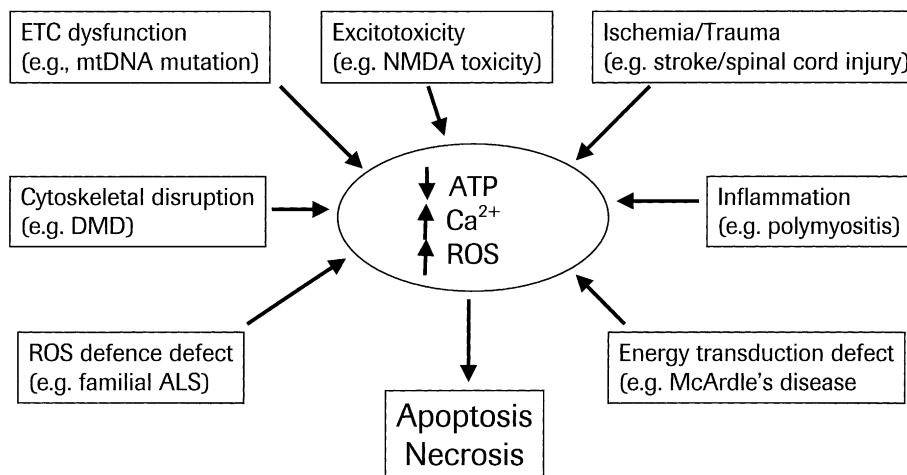 ETC dysfunction
(e.g., mtDNA mutation)
Excitotoxicity
(e.g. NMDA toxicity)
Ischemia/Trauma
(e.g. stroke/spinal cord injury)
Cytoskeletal disruption
(e.g. DMD)
ATP
Ca²⁺
ROS
Inflammation
(e.g. polymyositis)
ROS defence defect
(e.g. familial ALS)
Energy transduction defect
(e.g. McArdle's disease
Apoptosis
Necrosis